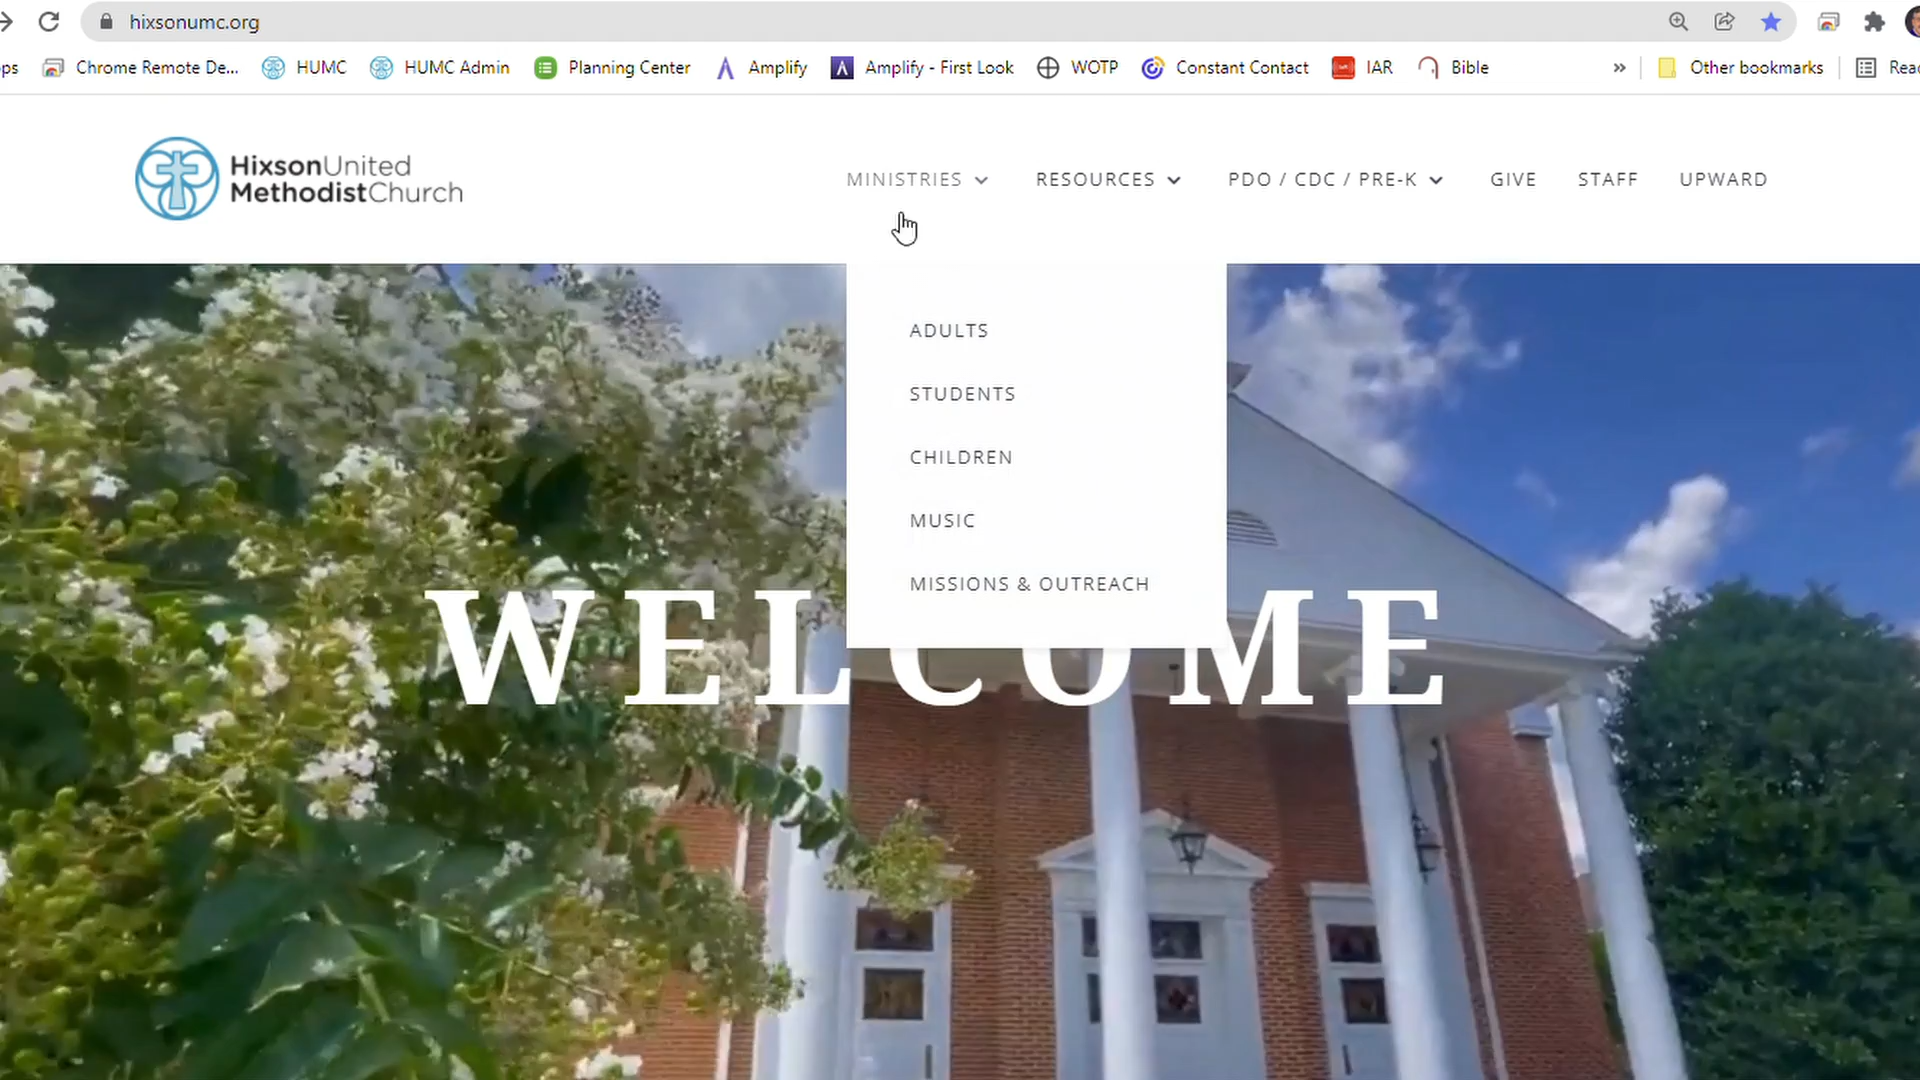 hixsonumc.org
ps Chrome Remote De... HUMC HUMC Admin Planning Center Amplify Amplify - First Look WOTP Constant Contact IAR Bible » Other bookmarks Reac
HixsonUnited
MethodistChurch
MINISTRIES RESOURCES PDO / CDC / PRE-K GIVE STAFF UPWARD
ADULTS
STUDENTS
CHILDREN
MUSIC
MISSIONS & OUTREACH
WELCOME